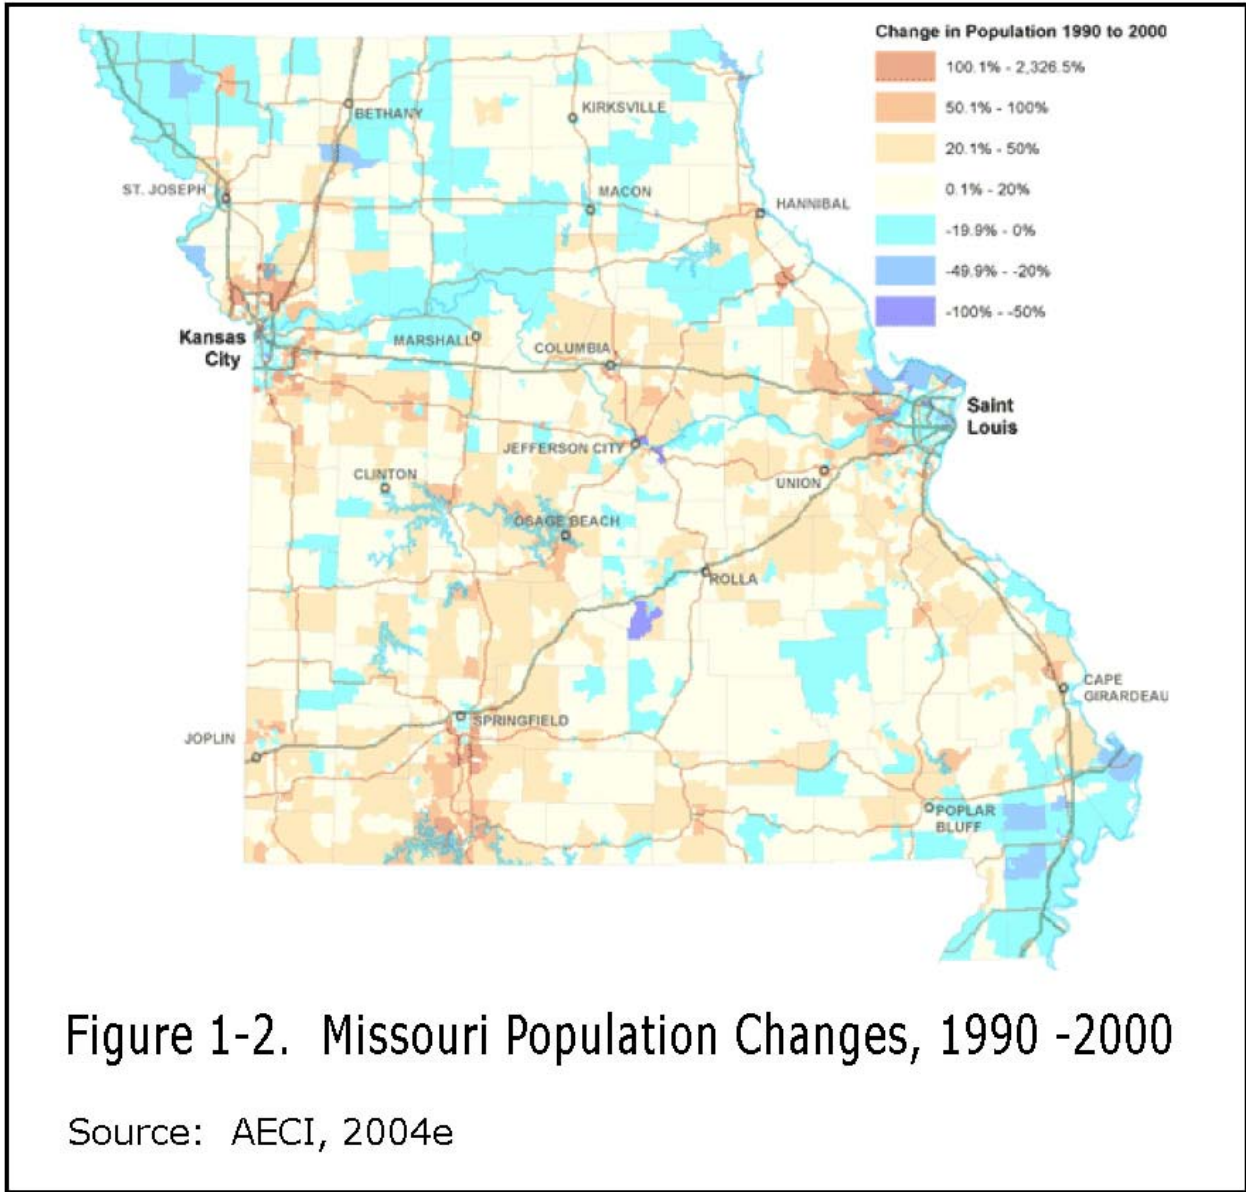 Change in Population 1990 to 2000
100.1% - 2,326.5%
50.1% - 100%
20.1% - 50%
0.1% - 20%
-19.9% - 0%
-49.9% - -20%
-100% - -50%
BETHANY
KIRKSVILLE
ST. JOSEPH
MACON
HANNIBAL
Kansas
City
MARSHALL
COLUMBIA
Saint
Louis
JEFFERSON CITY
CLINTON
UNION
OSAGE BEACH
ROLLA
CAPE
GIRARDEAU
SPRINGFIELD
JOPLIN
POPLAR
BLUFF
Figure 1-2. Missouri Population Changes, 1990 -2000
Source: AECI, 2004e